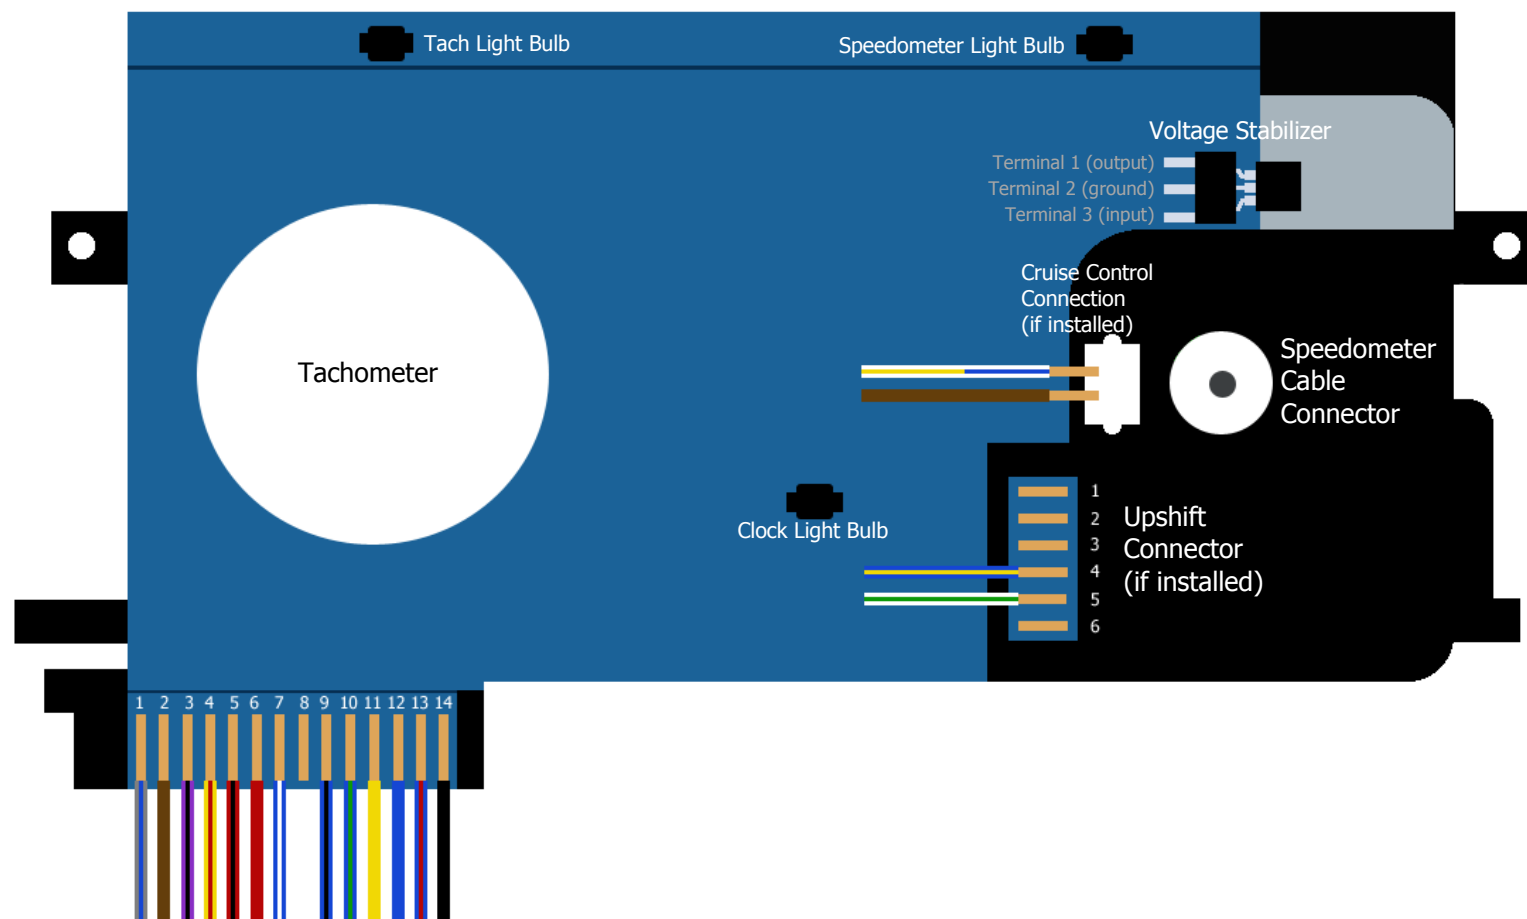 Tach Light Bulb
Speedometer Light Bulb
Voltage Stabilizer
Terminal 1 (output)
Terminal 2 (ground)
Terminal 3 (input)
Cruise Control
Connection
(if installed)
Speedometer
Cable
Connector
Tachometer
Clock Light Bulb
1
2
3
4
5
6
Upshift
Connector
(if installed)
1 2 3 4 5 6 7 8 9 10 11 12 13 14